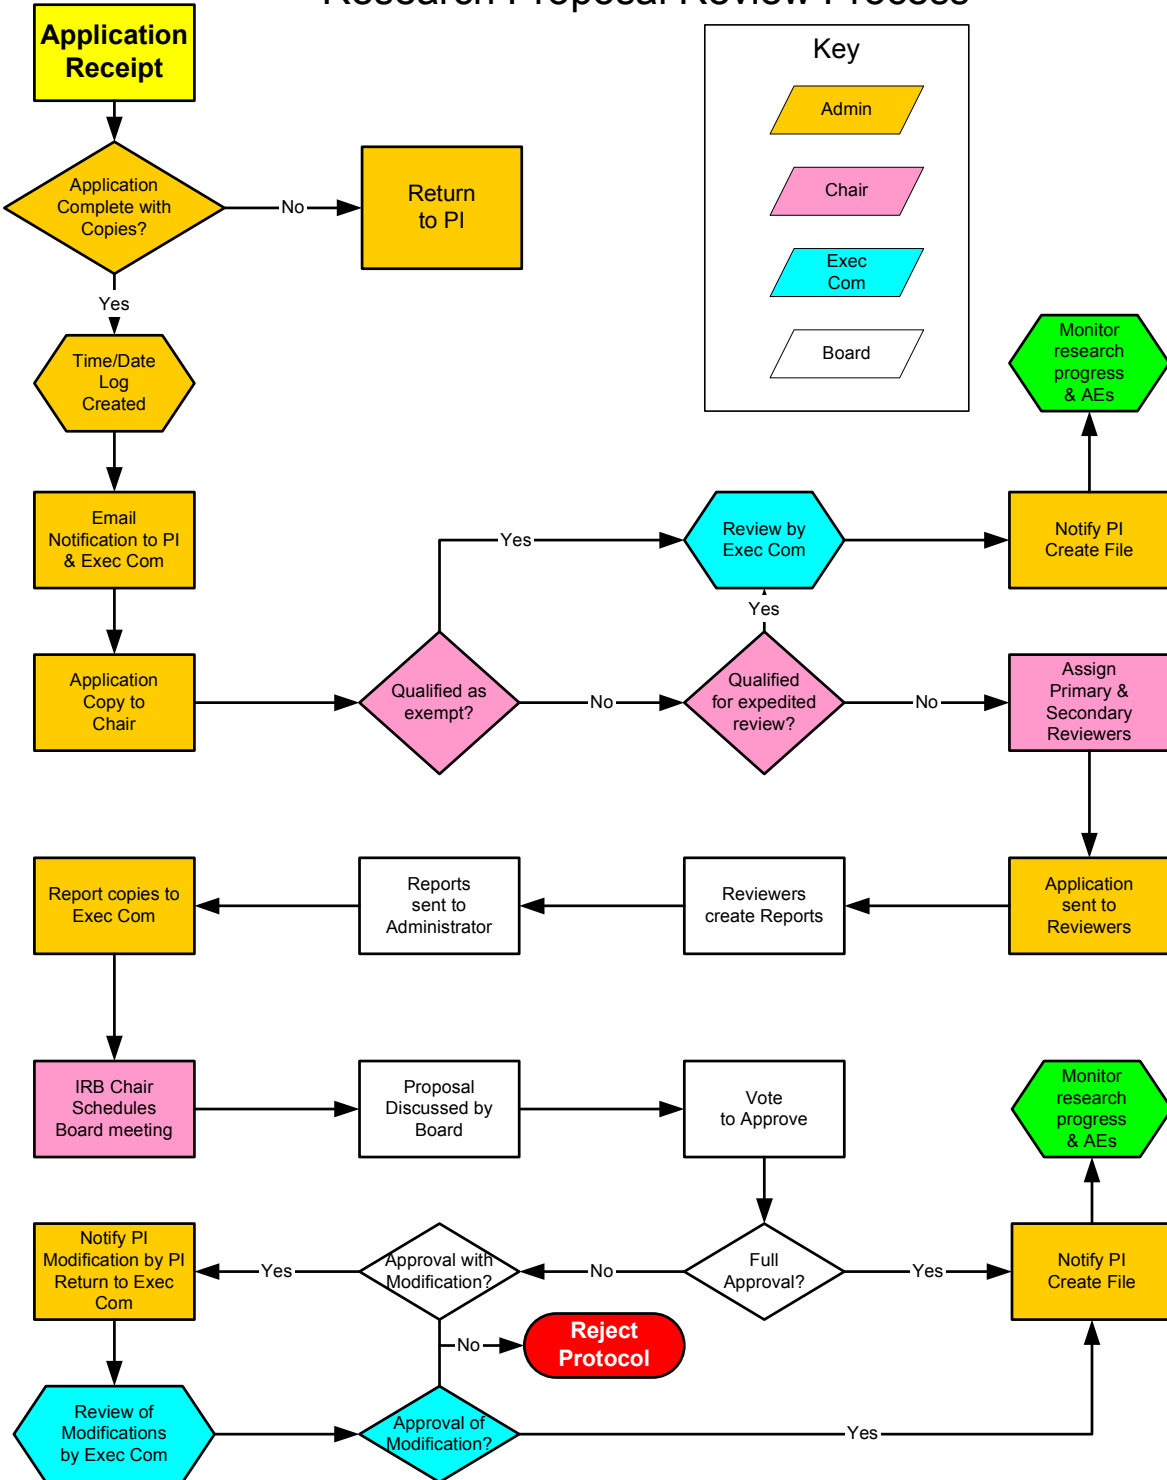 Research Proposal Review Process
Application
Receipt
Key
Admin
Chair
Exec
Com
Board
Application
Complete with
Copies?
No
Return
to PI
Yes
Time/Date
Log
Created
Monitor
research
progress
& AEs
Email
Notification to PI
& Exec Com
Yes
Review by
Exec Com
Notify PI
Create File
Yes
Application
Copy to
Chair
Qualified as
exempt?
No
Qualified
for expedited
review?
No
Assign
Primary &
Secondary
Reviewers
Report copies to
Exec Com
Reports
sent to
Administrator
Reviewers
create Reports
Application
sent to
Reviewers
IRB Chair
Schedules
Board meeting
Proposal
Discussed by
Board
Vote
to Approve
Monitor
research
progress
& AEs
Notify PI
Modification by PI
Return to Exec
Com
Yes
Approval with
Modification?
No
Full
Approval?
Yes
Notify PI
Create File
No
Reject
Protocol
Review of
Modifications
by Exec Com
Approval of
Modification?
Yes